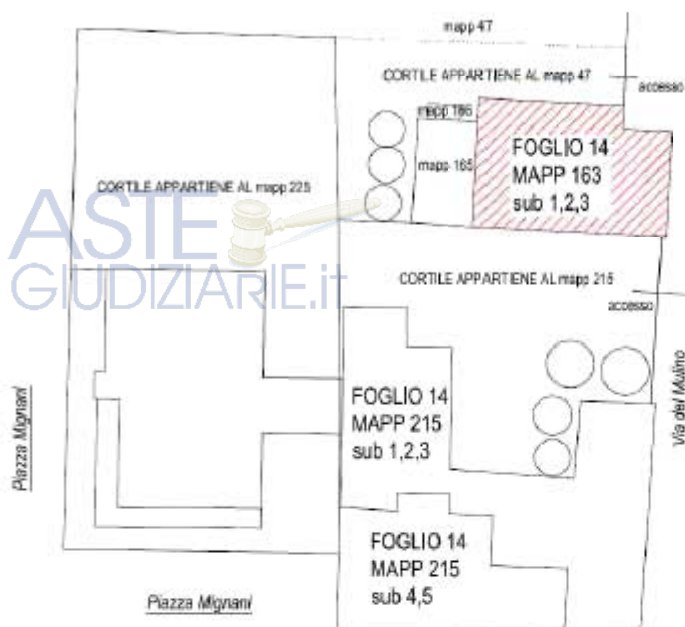 mapp 47
CORTILE APPARTIENE AL mapp 47
accesso
mapp 166
FOGLIO 14
MAPP 163
sub 1,2,3
mapp 165
CORTILE APPARTIENE AL mapp 225
ASTE
GIUDIZIARIE.it
CORTILE APPARTIENE AL mapp 215
accesso
Via del Mulino
Piazza Mignani
FOGLIO 14
MAPP 215
sub 1,2,3
FOGLIO 14
MAPP 215
sub 4,5
Piazza Mignani